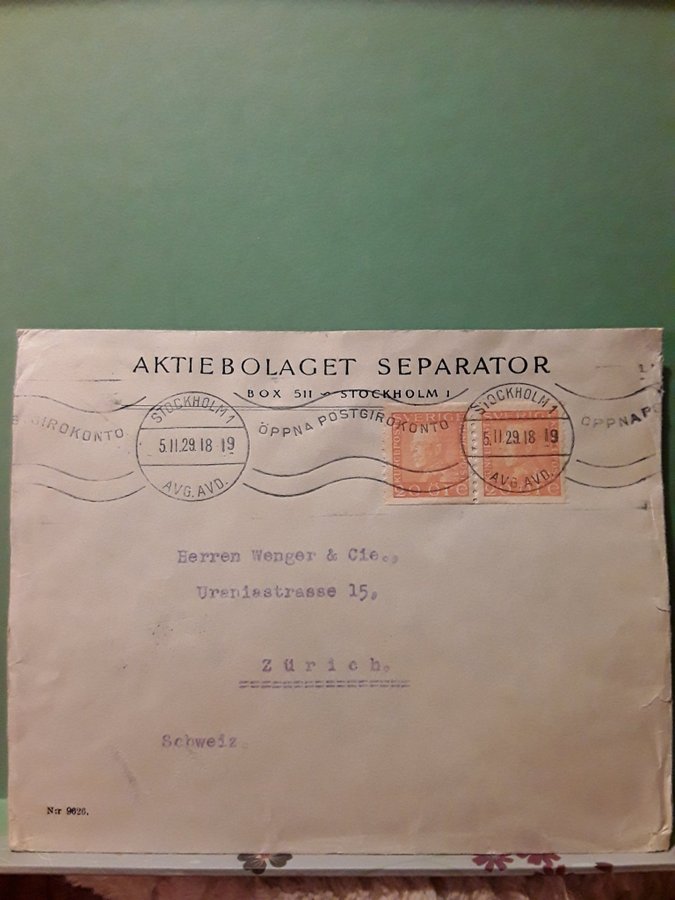 AKTIEBOLAGET SEPARATOR
BOX 511 ~ STOCKHOLM 1
GIROKONTO
STOCKHOLM 1
5.11.29.18 19
AVG.AVD.
ÖPPNA POSTGIROKONTO
SVERIGE
20 ÖRE
SVERIGE
STOCKHOLM 1
5.11.29.18 19
AVG.AVD.
ÖPPNA P
Herren Wenger & Cie.,
Uraniastrasse 15,
Zürich.
Schweiz.
N:r 9626.